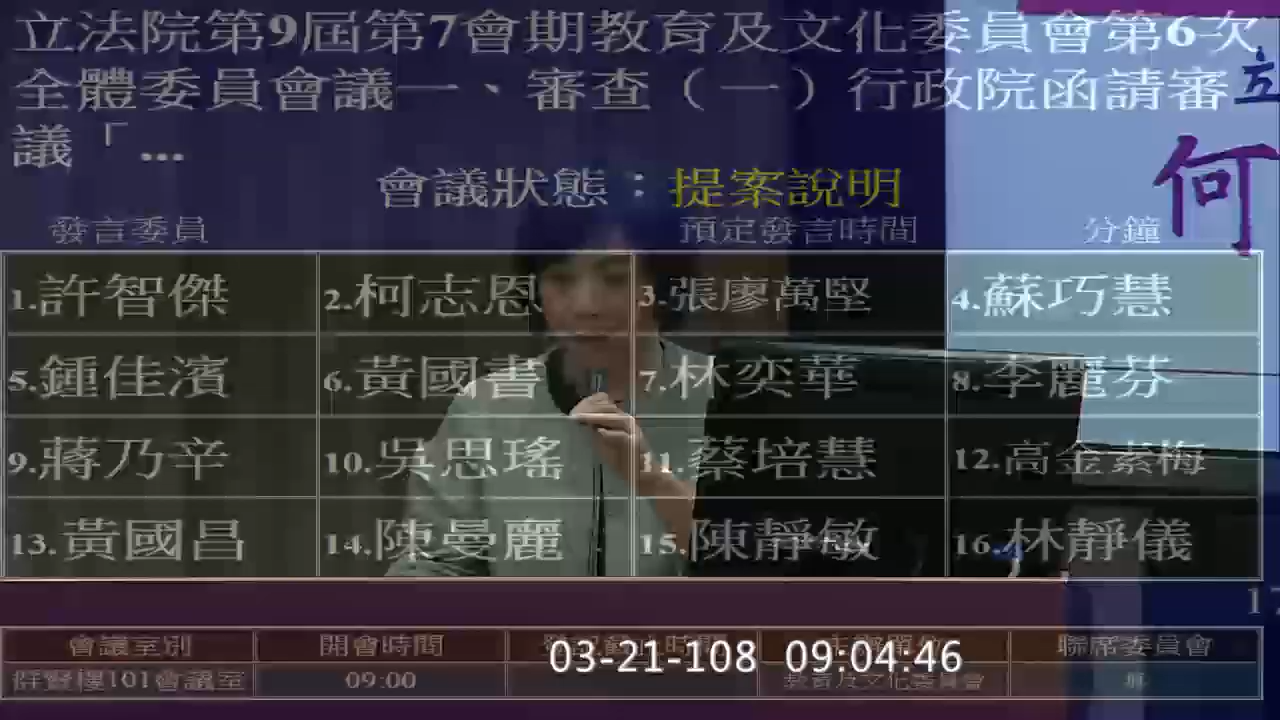 立法院第9屆第7會期教育及文化委員會第6次
全體委員會議一、審查（一）行政院函請審
議「...
立
何
會議狀態：提案說明
發言委員 預定發言時間 分鐘
1.許智傑 2.柯志恩 3.張廖萬堅 4.蘇巧慧
5.鍾佳濱 6.黃國書 7.林奕華 8.李麗芬
9.蔣乃辛 10.吳思瑤 11.蔡培慧 12.高金素梅
13.黃國昌 14.陳曼麗 15.陳靜敏 16.林靜儀
會議室別 開會時間 聯席委員會
03-21-108 09:04:46
群賢樓101會議室 09:00 教育及文化委員會